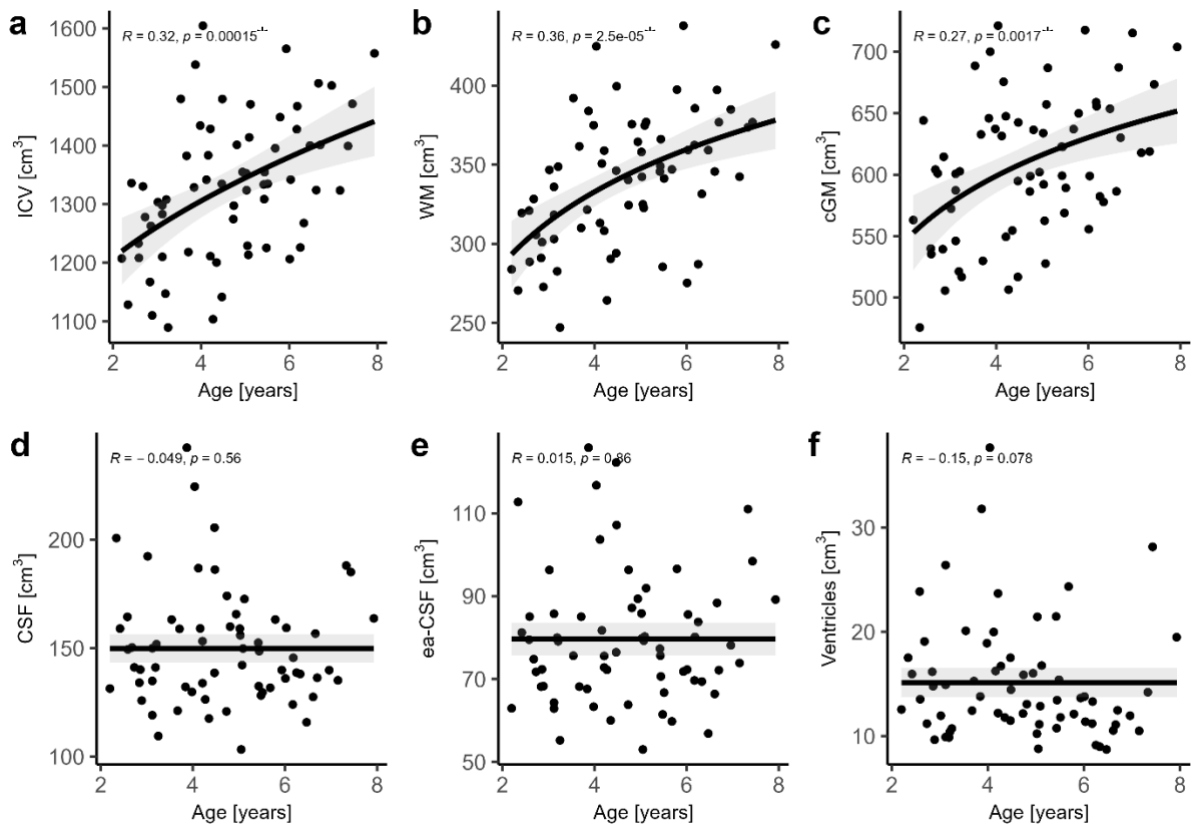 a
R = 0.32, p = 0.00015
ICV [cm³]
1600
1500
1400
1300
1200
1100
2 4 6 8
Age [years]
b
R = 0.36, p = 2.5e-05
WM [cm³]
400
350
300
250
2 4 6 8
Age [years]
c
R = 0.27, p = 0.0017
cGM [cm³]
700
650
600
550
500
2 4 6 8
Age [years]
d
R = −0.049, p = 0.56
CSF [cm³]
200
150
100
2 4 6 8
Age [years]
e
R = 0.015, p = 0.86
ea-CSF [cm³]
110
90
70
50
2 4 6 8
Age [years]
f
R = −0.15, p = 0.078
Ventricles [cm³]
30
20
10
2 4 6 8
Age [years]